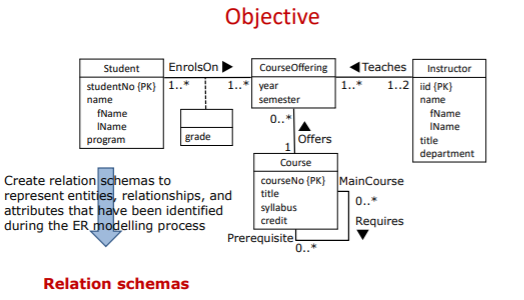 Objective
Student
studentNo {PK}
name
fName
lName
program
EnrolsOn ▶
1..*
1..*
grade
CourseOffering
year
semester
◀ Teaches
1..*
1..2
Instructor
iid {PK}
name
fName
lName
title
department
0..*
▲
Offers
1
Course
courseNo {PK}
title
syllabus
credit
MainCourse
0..*
Requires
▼
Prerequisite
0..*
Create relation schemas to
represent entities, relationships, and
attributes that have been identified
during the ER modelling process
Relation schemas